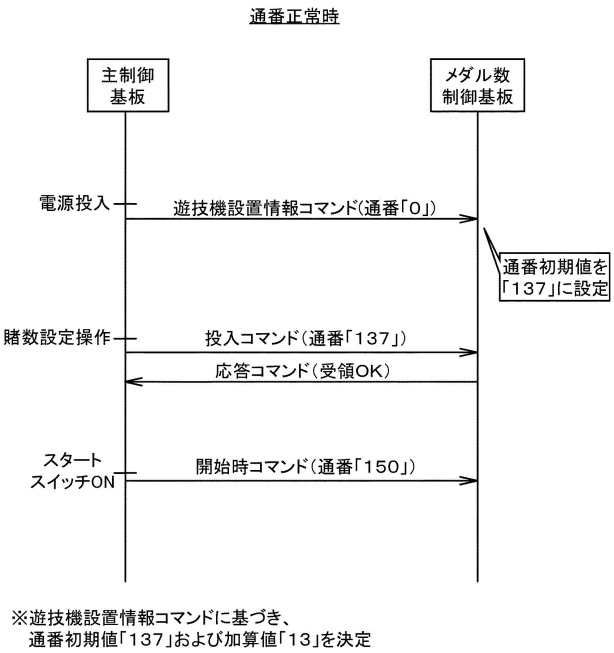 通番正常時
主制御
基板
メダル数
制御基板
電源投入
遊技機設置情報コマンド(通番｢０｣)
通番初期値を
｢１３７｣に設定
賭数設定操作
投入コマンド(通番｢１３７｣)
応答コマンド(受領ＯＫ)
スタート
スイッチON
開始時コマンド(通番｢１５０｣)
※遊技機設置情報コマンドに基づき、
通番初期値｢１３７｣および加算値｢１３｣を決定